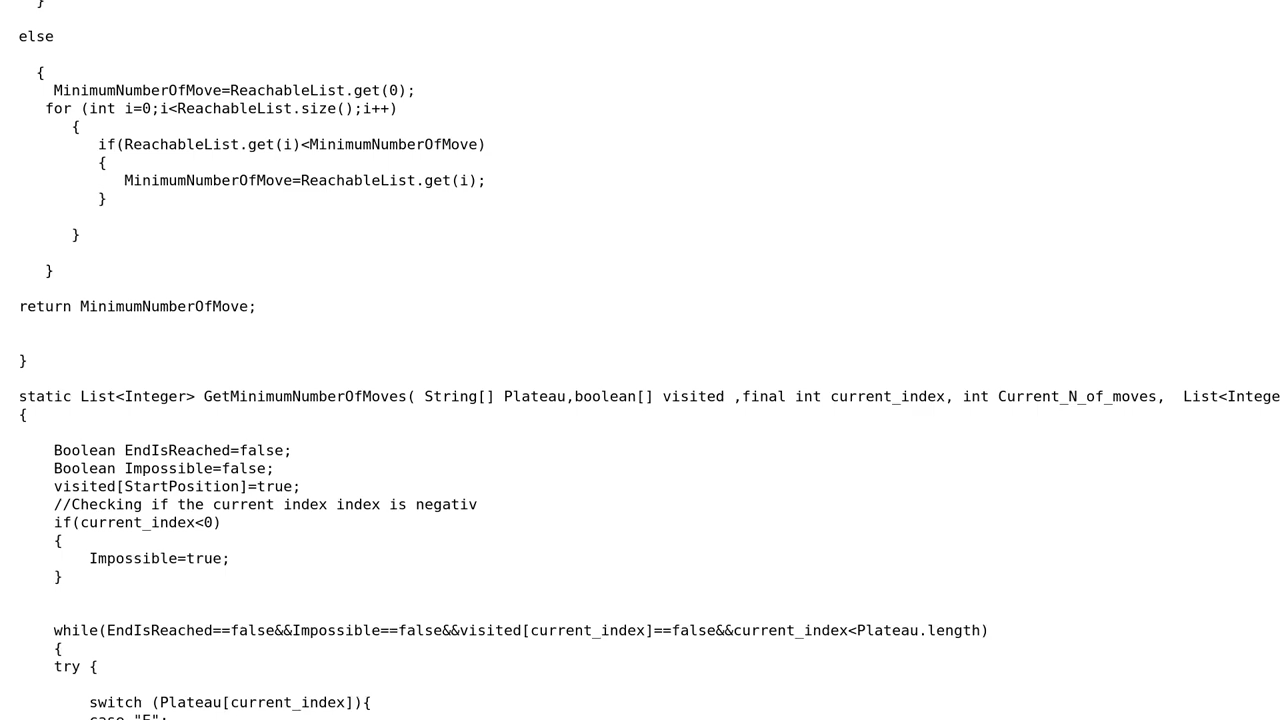 }
else
{
MinimumNumberOfMove=ReachableList.get(0);
for (int i=0;i<ReachableList.size();i++)
{
if(ReachableList.get(i)<MinimumNumberOfMove)
{
MinimumNumberOfMove=ReachableList.get(i);
}
}
}
return MinimumNumberOfMove;
}
static List<Integer> GetMinimumNumberOfMoves( String[] Plateau,boolean[] visited ,final int current_index, int Current_N_of_moves,  List<Intege
{
Boolean EndIsReached=false;
Boolean Impossible=false;
visited[StartPosition]=true;
//Checking if the current index index is negativ
if(current_index<0)
{
Impossible=true;
}
while(EndIsReached==false&&Impossible==false&&visited[current_index]==false&&current_index<Plateau.length)
{
try {
switch (Plateau[current_index]){